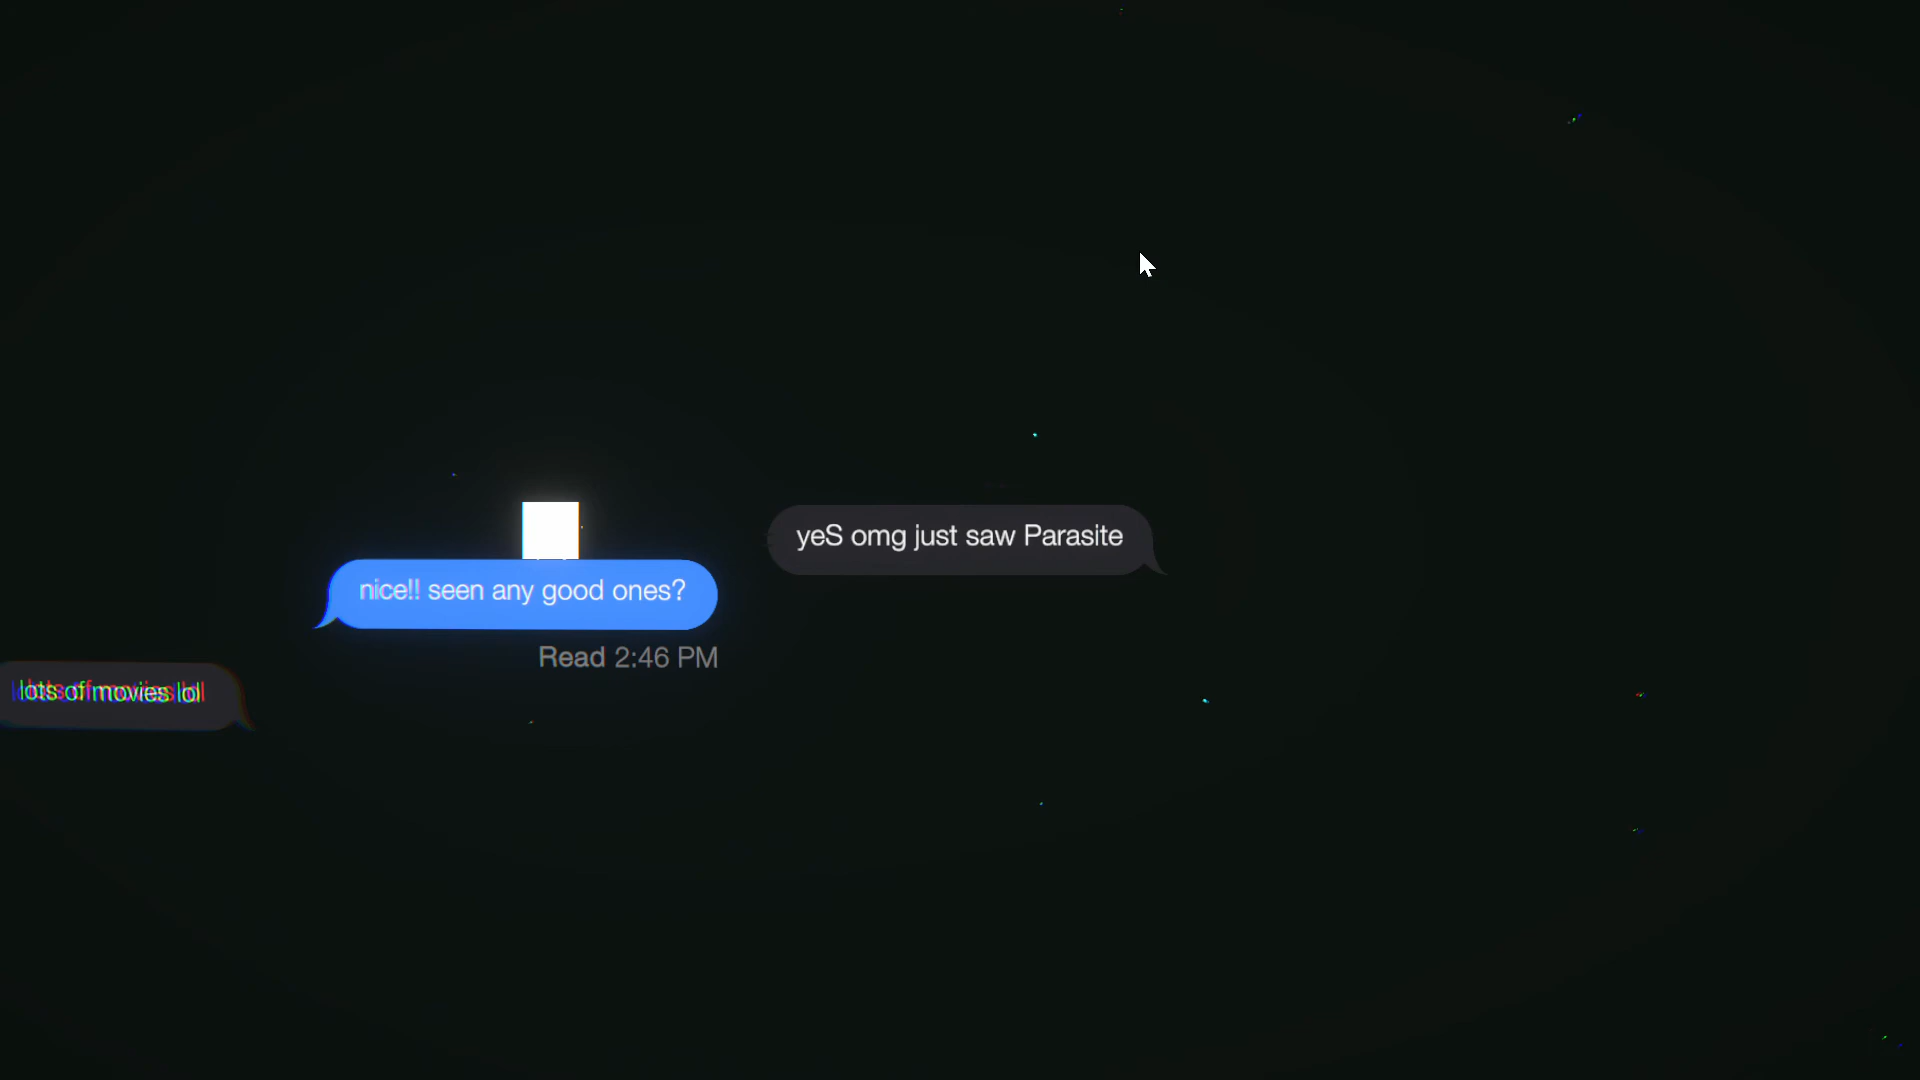 yeS omg just saw Parasite
nice!! seen any good ones?
Read 2:46 PM
lots of movies lol